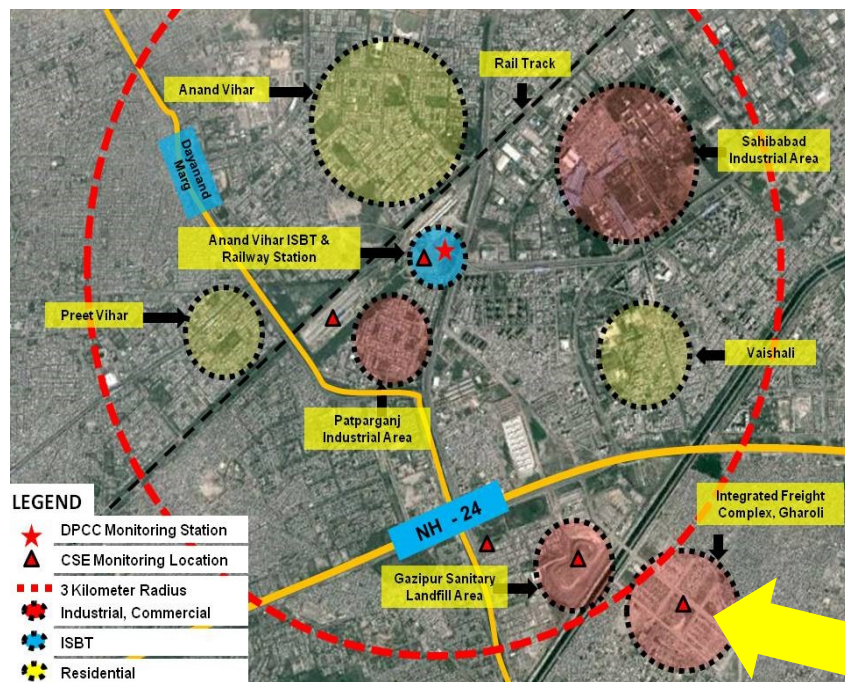 Rail Track
Anand Vihar
Sahibabad
Industrial Area
Dayanand
Marg
Anand Vihar ISBT &
Railway Station
Preet Vihar
Vaishali
Patparganj
Industrial Area
Integrated Freight
Complex, Gharoli
NH - 24
Gazipur Sanitary
Landfill Area
LEGEND
DPCC Monitoring Station
CSE Monitoring Location
3 Kilometer Radius
Industrial, Commercial
ISBT
Residential